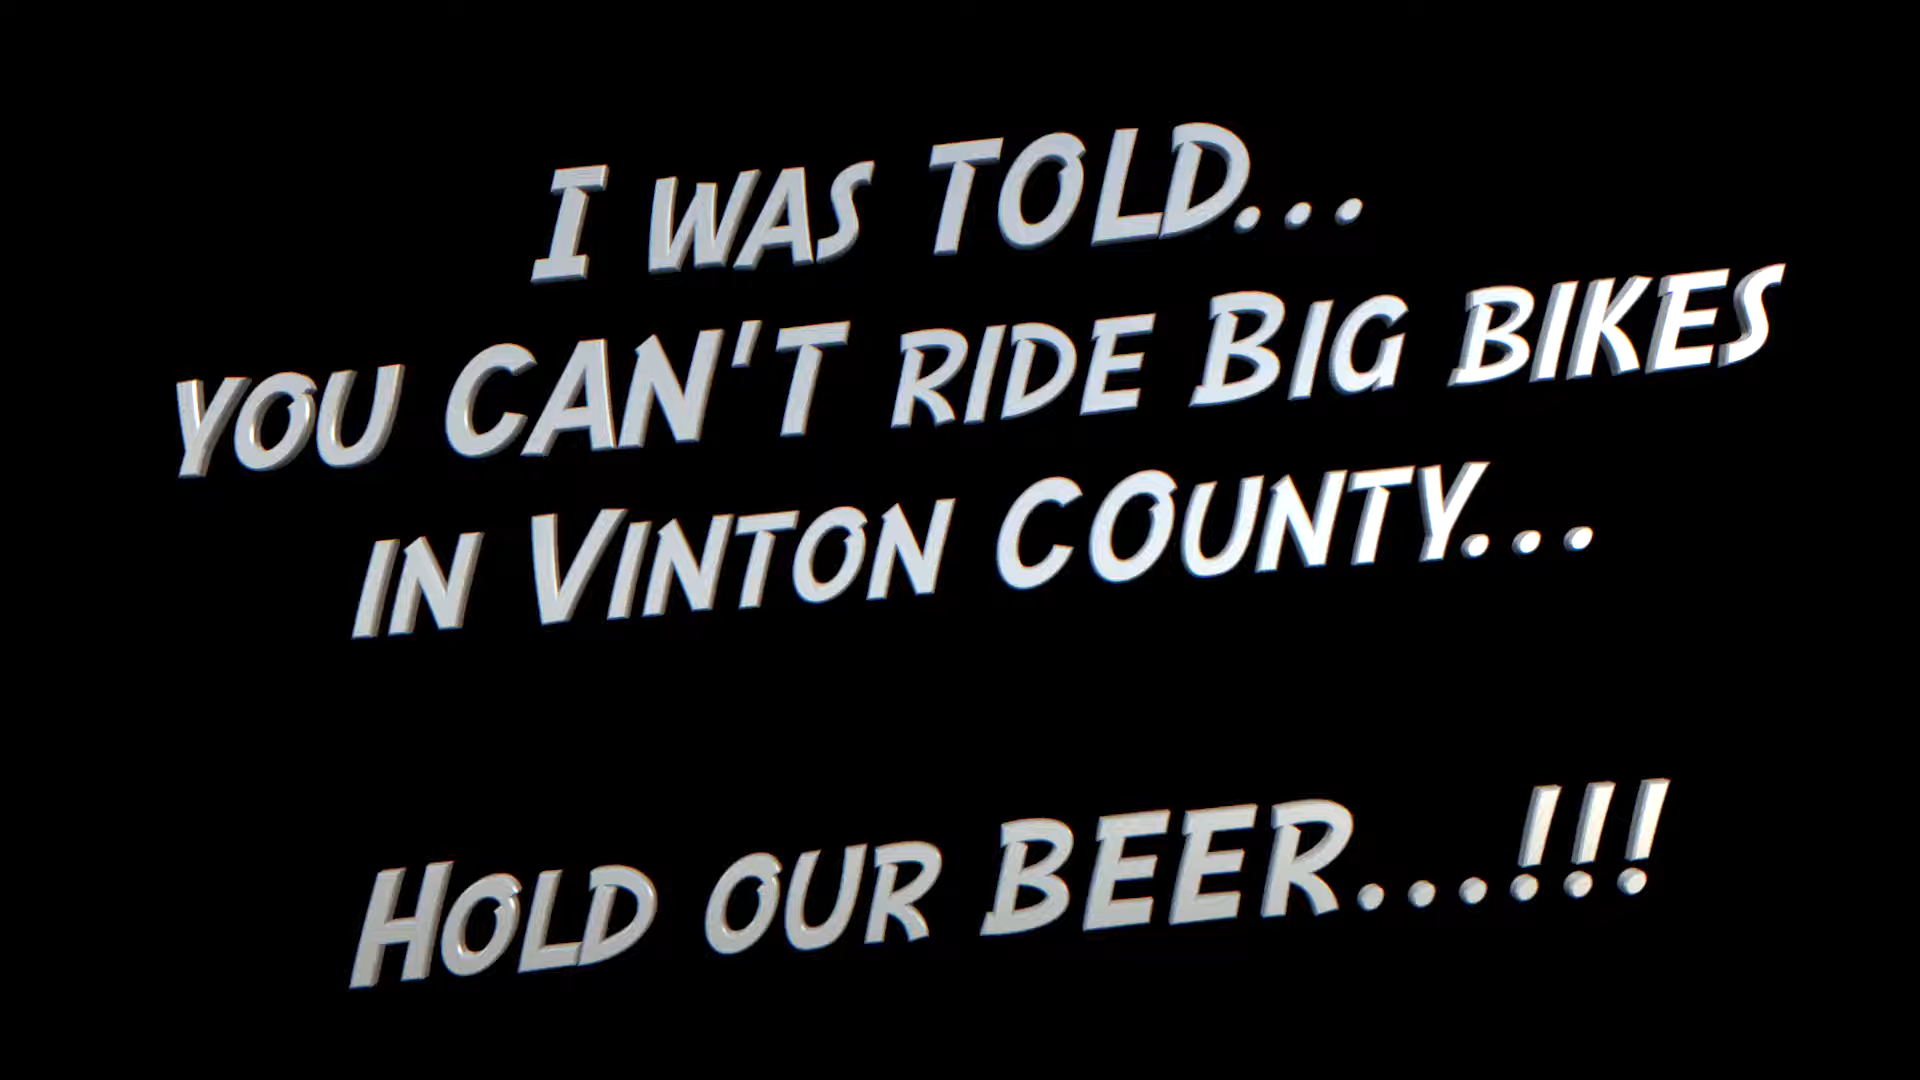 I WAS TOLD...
YOU CAN'T RIDE BIG BIKES
IN VINTON COUNTY...
HOLD OUR BEER...!!!